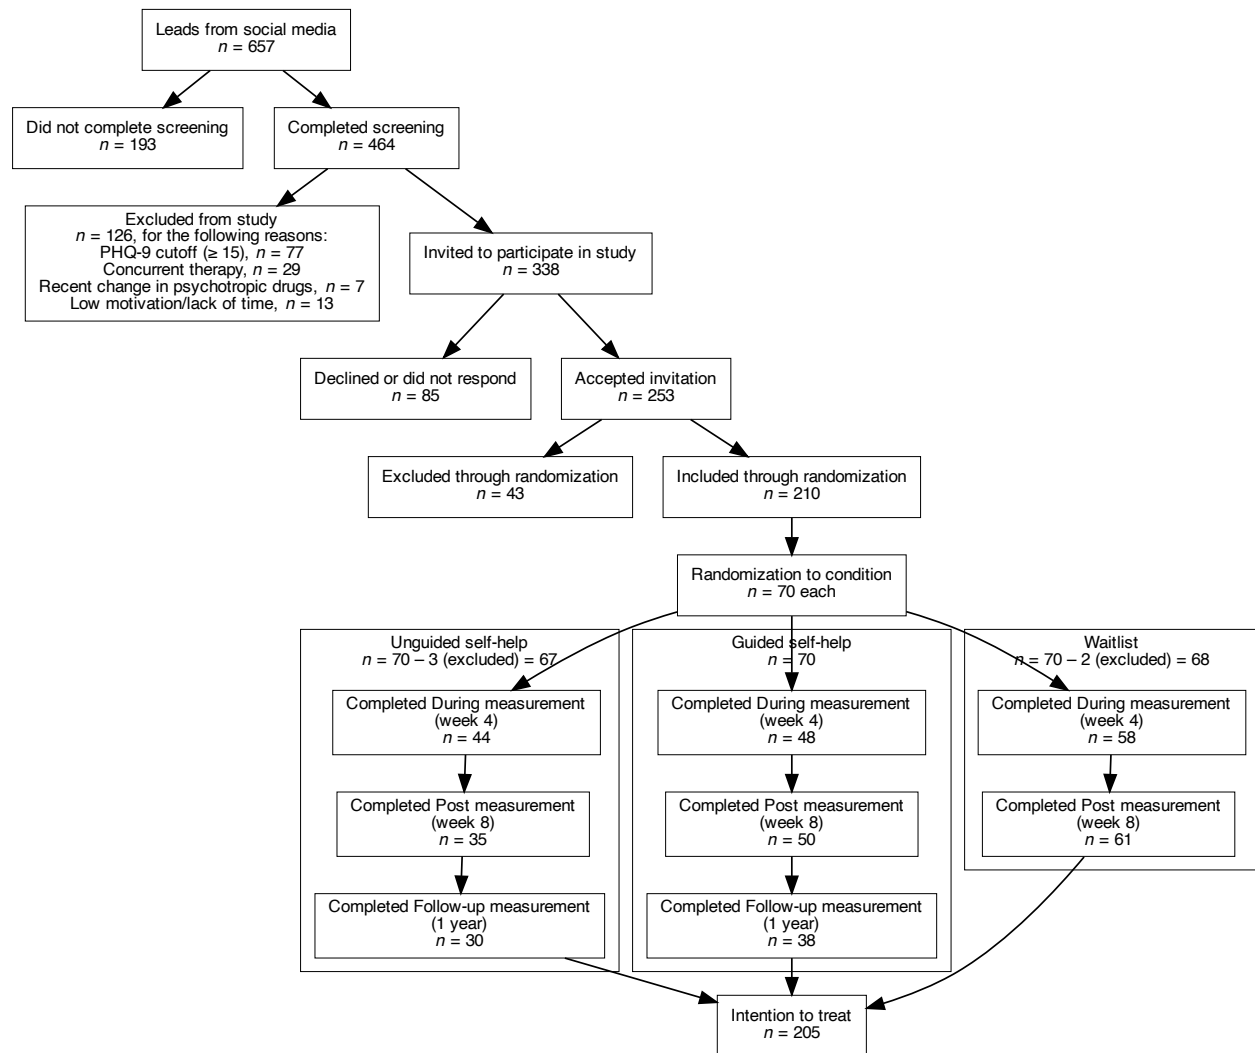 Leads from social media
n = 657
Did not complete screening
n = 193
Completed screening
n = 464
Excluded from study
n = 126, for the following reasons:
PHQ-9 cutoff (≥ 15), n = 77
Concurrent therapy, n = 29
Recent change in psychotropic drugs, n = 7
Low motivation/lack of time, n = 13
Invited to participate in study
n = 338
Declined or did not respond
n = 85
Accepted invitation
n = 253
Excluded through randomization
n = 43
Included through randomization
n = 210
Randomization to condition
n = 70 each
Unguided self-help
n = 70 – 3 (excluded) = 67
Completed During measurement
(week 4)
n = 44
Completed Post measurement
(week 8)
n = 35
Completed Follow-up measurement
(1 year)
n = 30
Guided self-help
n = 70
Completed During measurement
(week 4)
n = 48
Completed Post measurement
(week 8)
n = 50
Completed Follow-up measurement
(1 year)
n = 38
Waitlist
n = 70 – 2 (excluded) = 68
Completed During measurement
(week 4)
n = 58
Completed Post measurement
(week 8)
n = 61
Intention to treat
n = 205